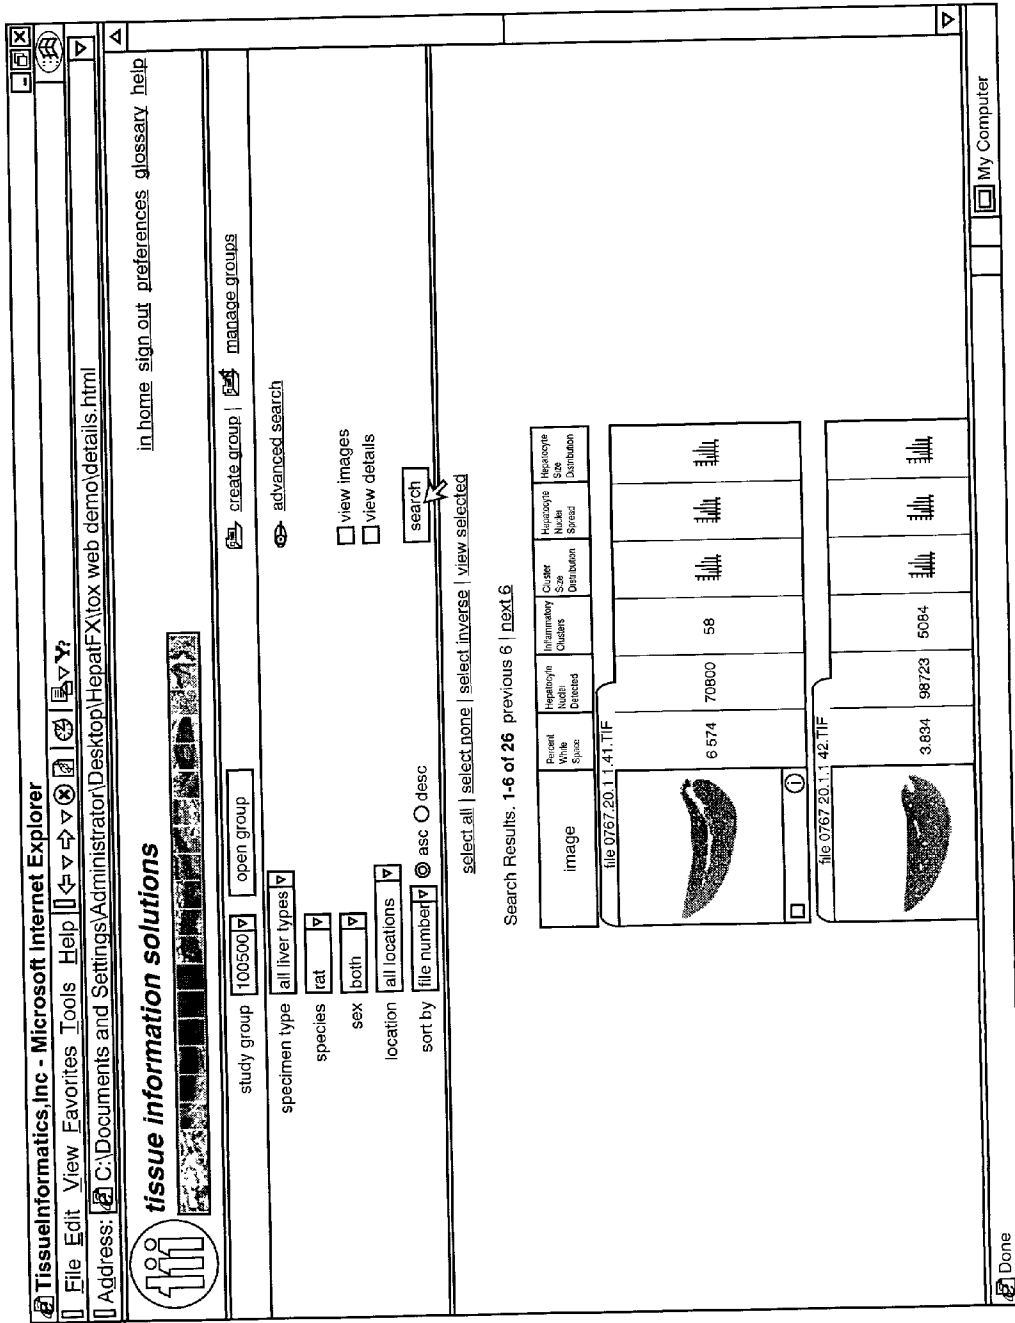 TissueInformatics,Inc - Microsoft Internet Explorer
File Edit View Favorites Tools Help
Address: C:\Documents and Settings\Administrator\Desktop\HepatFX\tox web demo\details.html
tii
tissue information solutions
in home sign out preferences glossary help
study group 100500 open group create group | manage groups
specimen type all liver types advanced search
species rat
sex both view images
location all locations view details
sort by file number asc desc search
select all | select none | select inverse | view selected
Search Results. 1-6 of 26 previous 6 | next 6
image Percent White Space Hepatocyte Nuclei Detected Inflammatory Clusters Cluster Size Distribution Hepatocyte Nuclei Spread Hepatocyte Size Distribution
file 0767.20.1.1.41.TIF
6 574 70800 58
file 0767 20.1.1 42.TIF
3.834 98723 5084
Done My Computer